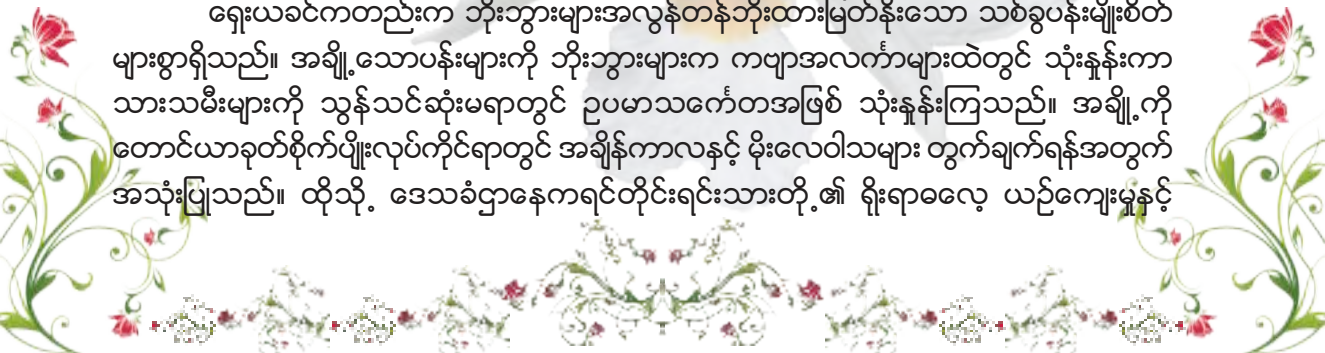 ရှေးယခင်ကတည်းက ဘိုးဘွားများအလွန်တန်ဘိုးထားမြတ်နိုးသော သစ်ခွပန်းမျိုးစိတ်
များစွာရှိသည်။ အချို့သောပန်းများကို ဘိုးဘွားများက ကဗျာအလင်္ကာများထဲတွင် သုံးနှုန်းကာ
သားသမီးများကို သွန်သင်ဆုံးမရာတွင် ဥပမာသင်္ကေတအဖြစ် သုံးနှုန်းကြသည်။ အချို့ကို
တောင်ယာခုတ်စိုက်ပျိုးလုပ်ကိုင်ရာတွင် အချိန်ကာလနှင့် မိုးလေဝါသများ တွက်ချက်ရန်အတွက်
အသုံးပြုသည်။ ထိုသို့ ဒေသခံဌာနေကရင်တိုင်းရင်းသားတို့၏ ရိုးရာဓလေ့ ယဉ်ကျေးမှုနှင့်